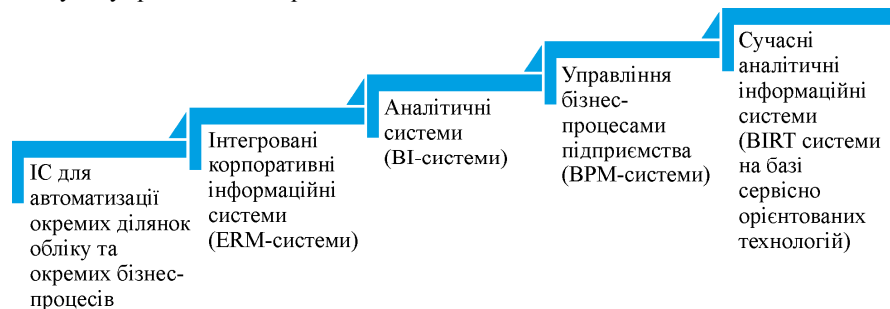 ІС для
автоматизації
окремих ділянок
обліку та
окремих бізнес-
процесів
Інтегровані
корпоративні
інформаційні
системи
(ERM-системи)
Аналітичні
системи
(BI-системи)
Управління
бізнес-
процесами
підприємства
(BPM-системи)
Сучасні
аналітичні
інформаційні
системи
(BIRT системи
на базі
сервісно
орієнтованих
технологій)